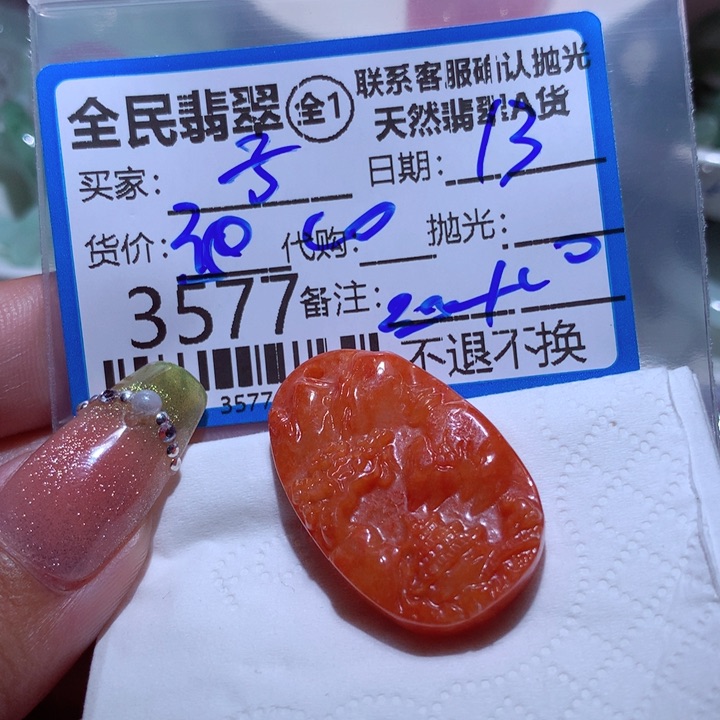 全民翡翠 全1 联系客服确认抛光
天然翡翠A货
买家: 日期: 13
货价: 30 代购: 抛光:
3577 备注:
不退不换
3577